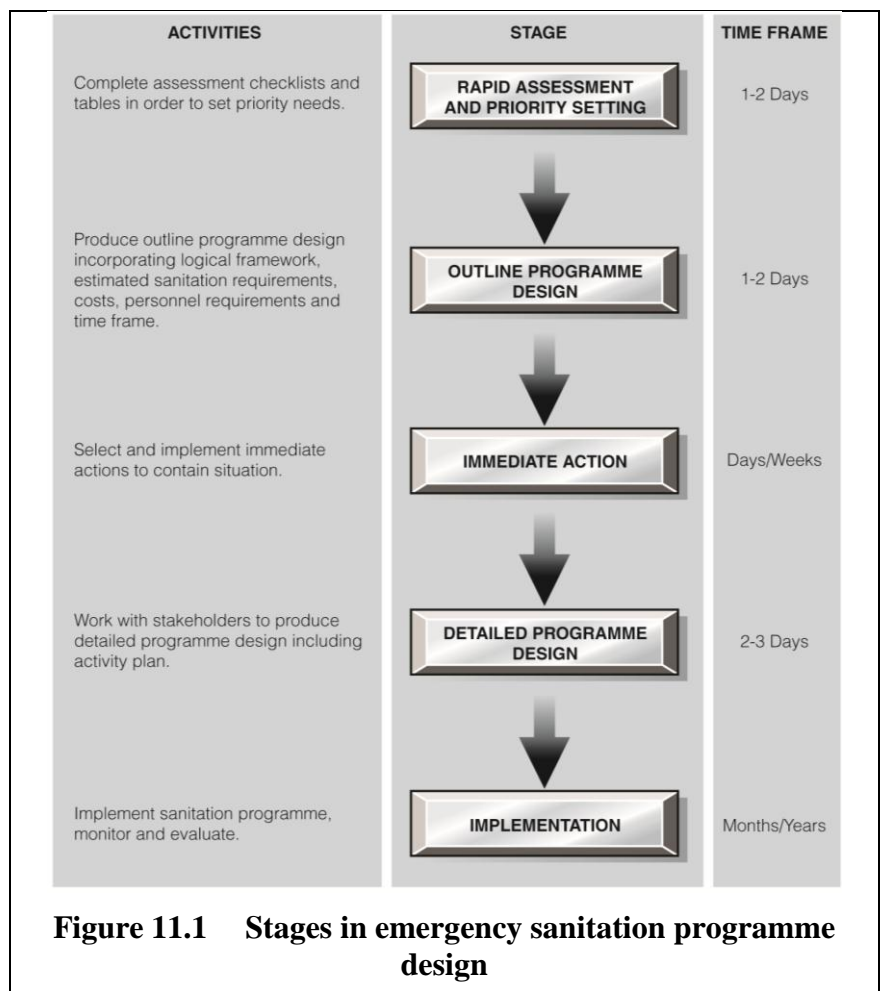 ACTIVITIES
STAGE
TIME FRAME
Complete assessment checklists and
tables in order to set priority needs.
RAPID ASSESSMENT
AND PRIORITY SETTING
1-2 Days
Produce outline programme design
incorporating logical framework,
estimated sanitation requirements,
costs, personnel requirements and
time frame.
OUTLINE PROGRAMME
DESIGN
1-2 Days
Select and implement immediate
actions to contain situation.
IMMEDIATE ACTION
Days/Weeks
Work with stakeholders to produce
detailed programme design including
activity plan.
DETAILED PROGRAMME
DESIGN
2-3 Days
Implement sanitation programme,
monitor and evaluate.
IMPLEMENTATION
Months/Years
Figure 11.1 Stages in emergency sanitation programme
design